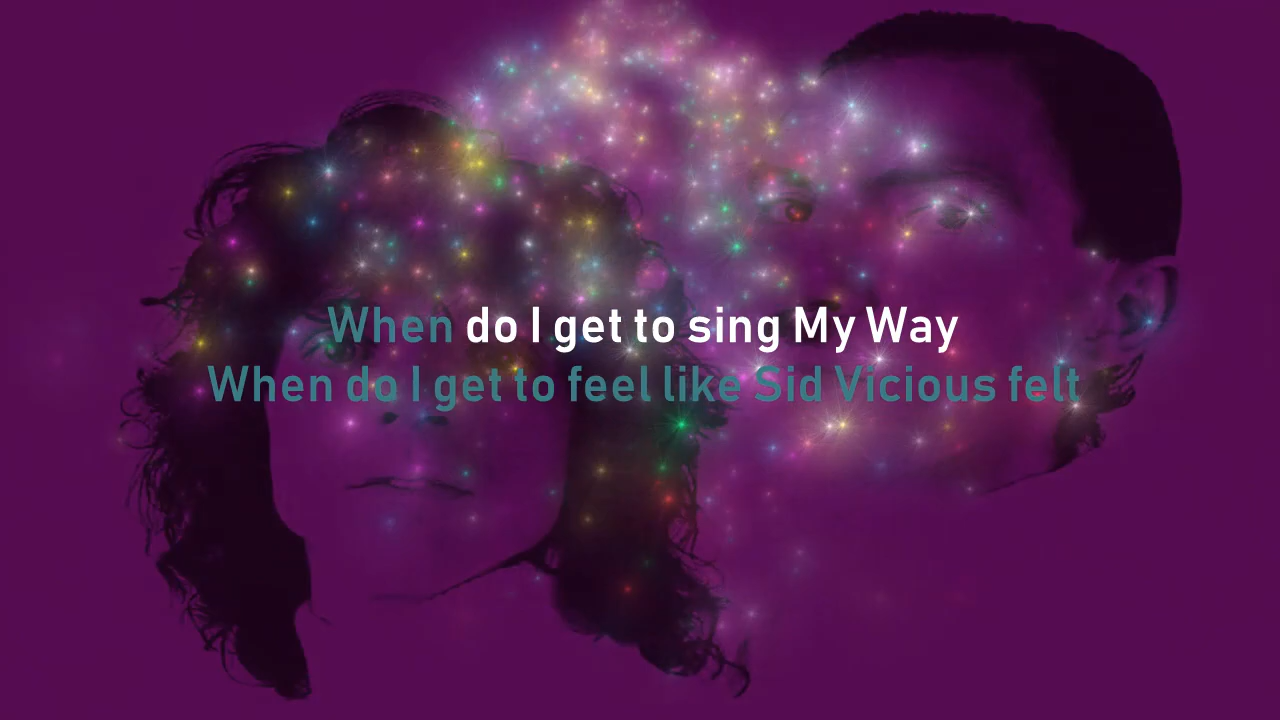 When do I get to sing My Way
When do I get to feel like Sid Vicious felt